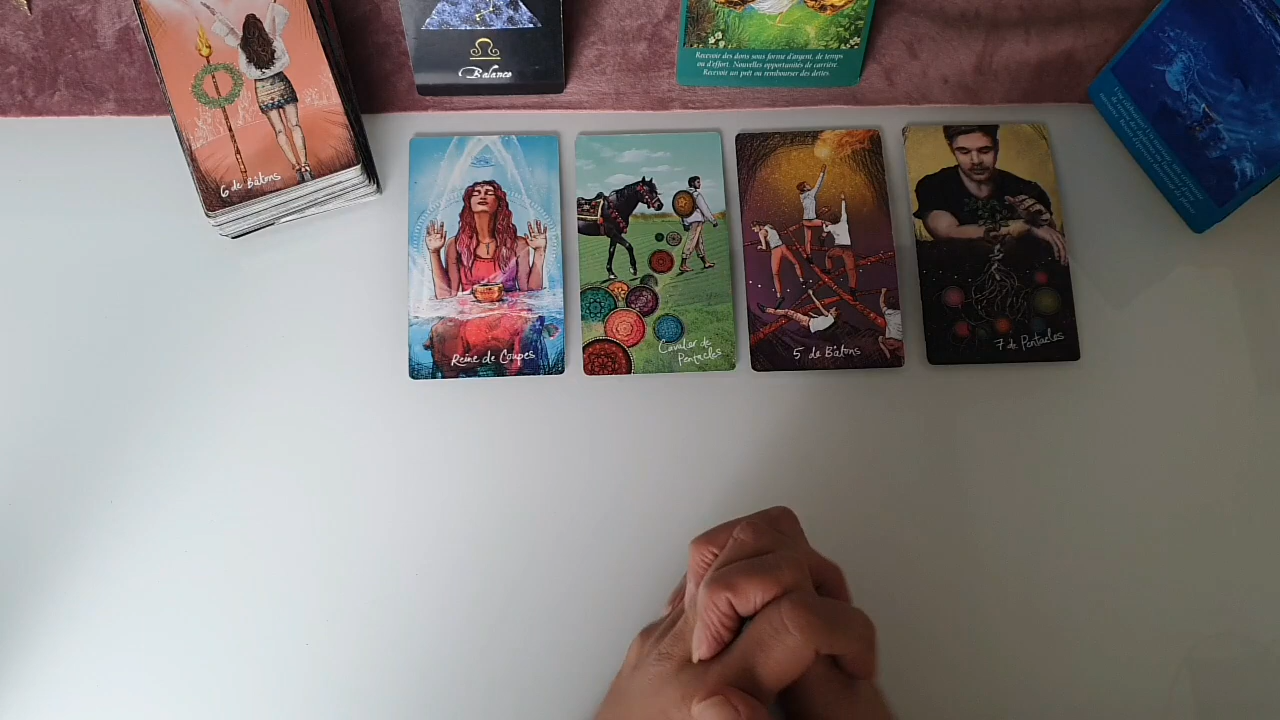 6 de Bâtons
Balance
Recevoir des dons sous forme d'argent, de temps
ou d'effort. Nouvelles opportunités de carrière.
Recevoir un prêt ou rembourser des dettes
Reine de Coupes
Cavalier de
Pentacles
5 de Bâtons
7 de Pentacles